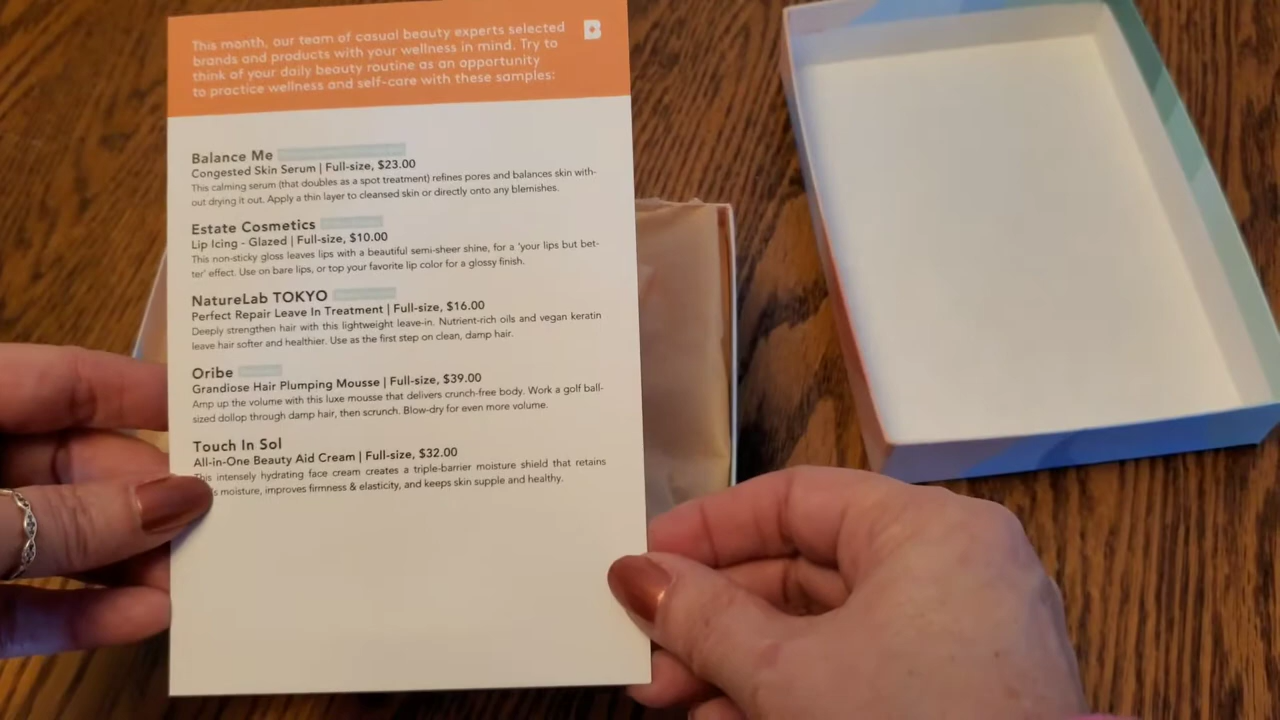 This month, our team of casual beauty experts selected
brands and products with your wellness in mind. Try to
think of your daily beauty routine as an opportunity
to practice wellness and self-care with these samples:
B
Balance Me
Congested Skin Serum | Full-size, $23.00
This calming serum (that doubles as a spot treatment) refines pores and balances skin with-
out drying it out. Apply a thin layer to cleansed skin or directly onto any blemishes.
Estate Cosmetics
Lip Icing - Glazed | Full-size, $10.00
This non-sticky gloss leaves lips with a beautiful semi-sheer shine, for a 'your lips but bet-
ter' effect. Use on bare lips, or top your favorite lip color for a glossy finish.
NatureLab TOKYO
Perfect Repair Leave In Treatment | Full-size, $16.00
Deeply strengthen hair with this lightweight leave-in. Nutrient-rich oils and vegan keratin
leave hair softer and healthier. Use as the first step on clean, damp hair.
Oribe
Grandiose Hair Plumping Mousse | Full-size, $39.00
Amp up the volume with this luxe mousse that delivers crunch-free body. Work a golf ball-
sized dollop through damp hair, then scrunch. Blow-dry for even more volume.
Touch In Sol
All-in-One Beauty Aid Cream | Full-size, $32.00
This intensely hydrating face cream creates a triple-barrier moisture shield that retains
moisture, improves firmness & elasticity, and keeps skin supple and healthy.